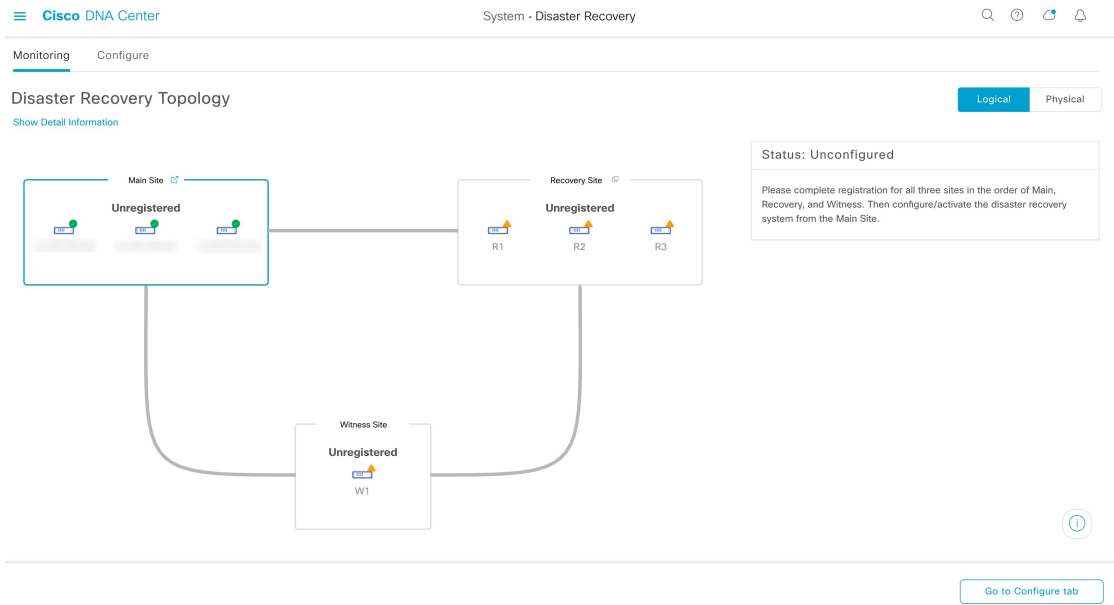 Cisco DNA Center
System · Disaster Recovery
Monitoring Configure
Disaster Recovery Topology
Logical Physical
Show Detail Information
Status: Unconfigured
Please complete registration for all three sites in the order of Main,
Recovery, and Witness. Then configure/activate the disaster recovery
system from the Main Site.
Main Site
Unregistered
Recovery Site
Unregistered
R1 R2 R3
Witness Site
Unregistered
W1
Go to Configure tab